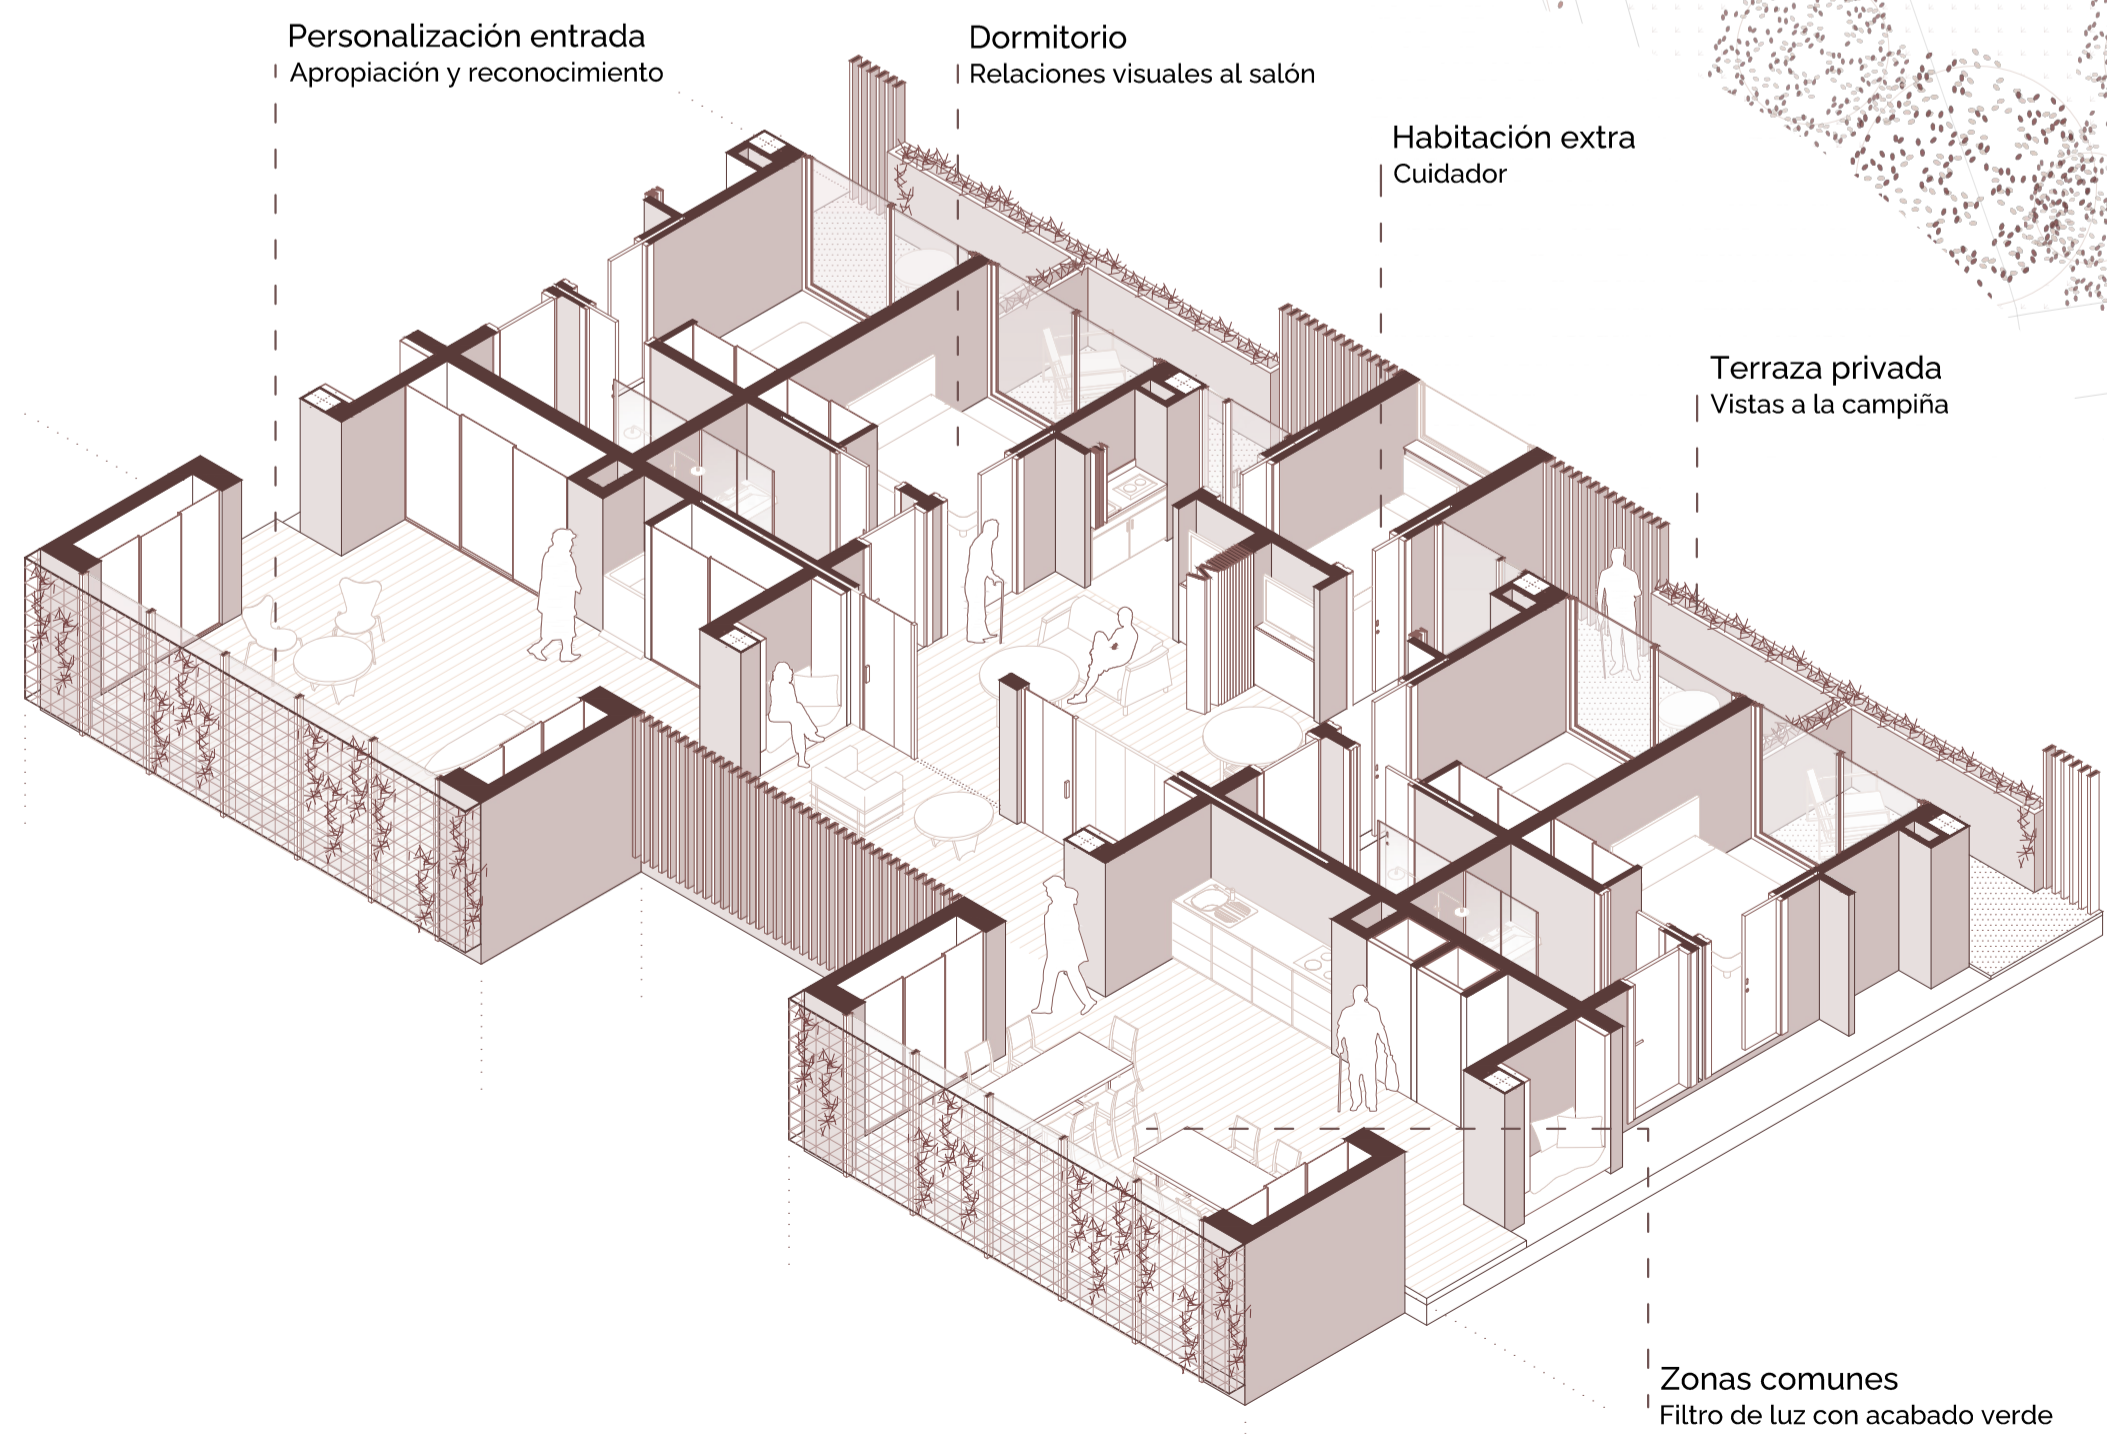 Personalización entrada
Apropiación y reconocimiento
Dormitorio
Relaciones visuales al salón
Habitación extra
Cuidador
Terraza privada
Vistas a la campiña
Zonas comunes
Filtro de luz con acabado verde